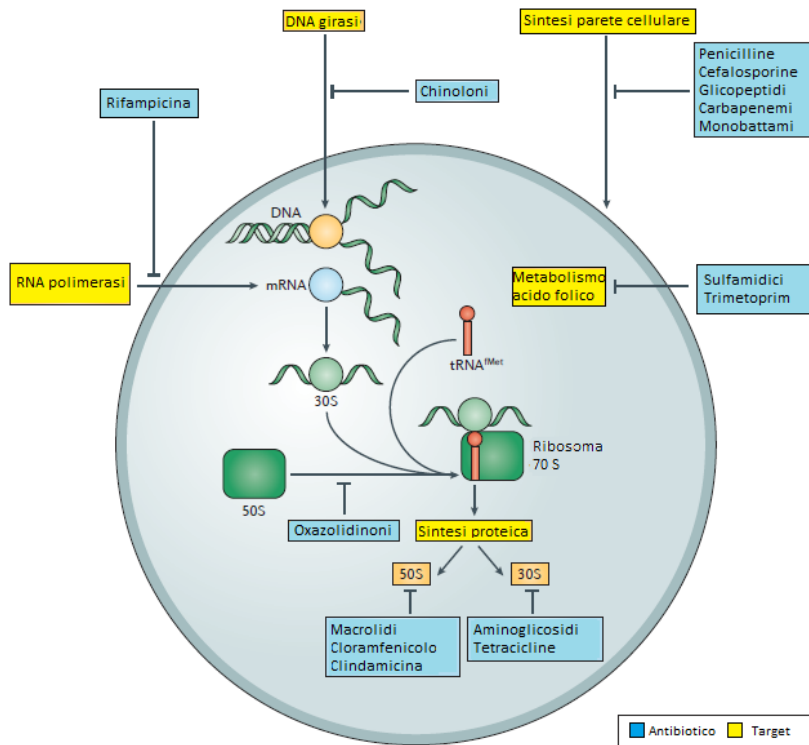 DNA girasi
Sintesi parete cellulare
Penicilline
Cefalosporine
Glicopeptidi
Carbapenemi
Monobattami
Chinoloni
Rifampicina
DNA
RNA polimerasi
mRNA
Metabolismo
acido folico
Sulfamidici
Trimetoprim
tRNAfMet
30S
Ribosoma
70 S
50S
Oxazolidinoni
Sintesi proteica
50S
30S
Macrolidi
Cloramfenicolo
Clindamicina
Aminoglicosidi
Tetracicline
Antibiotico
Target